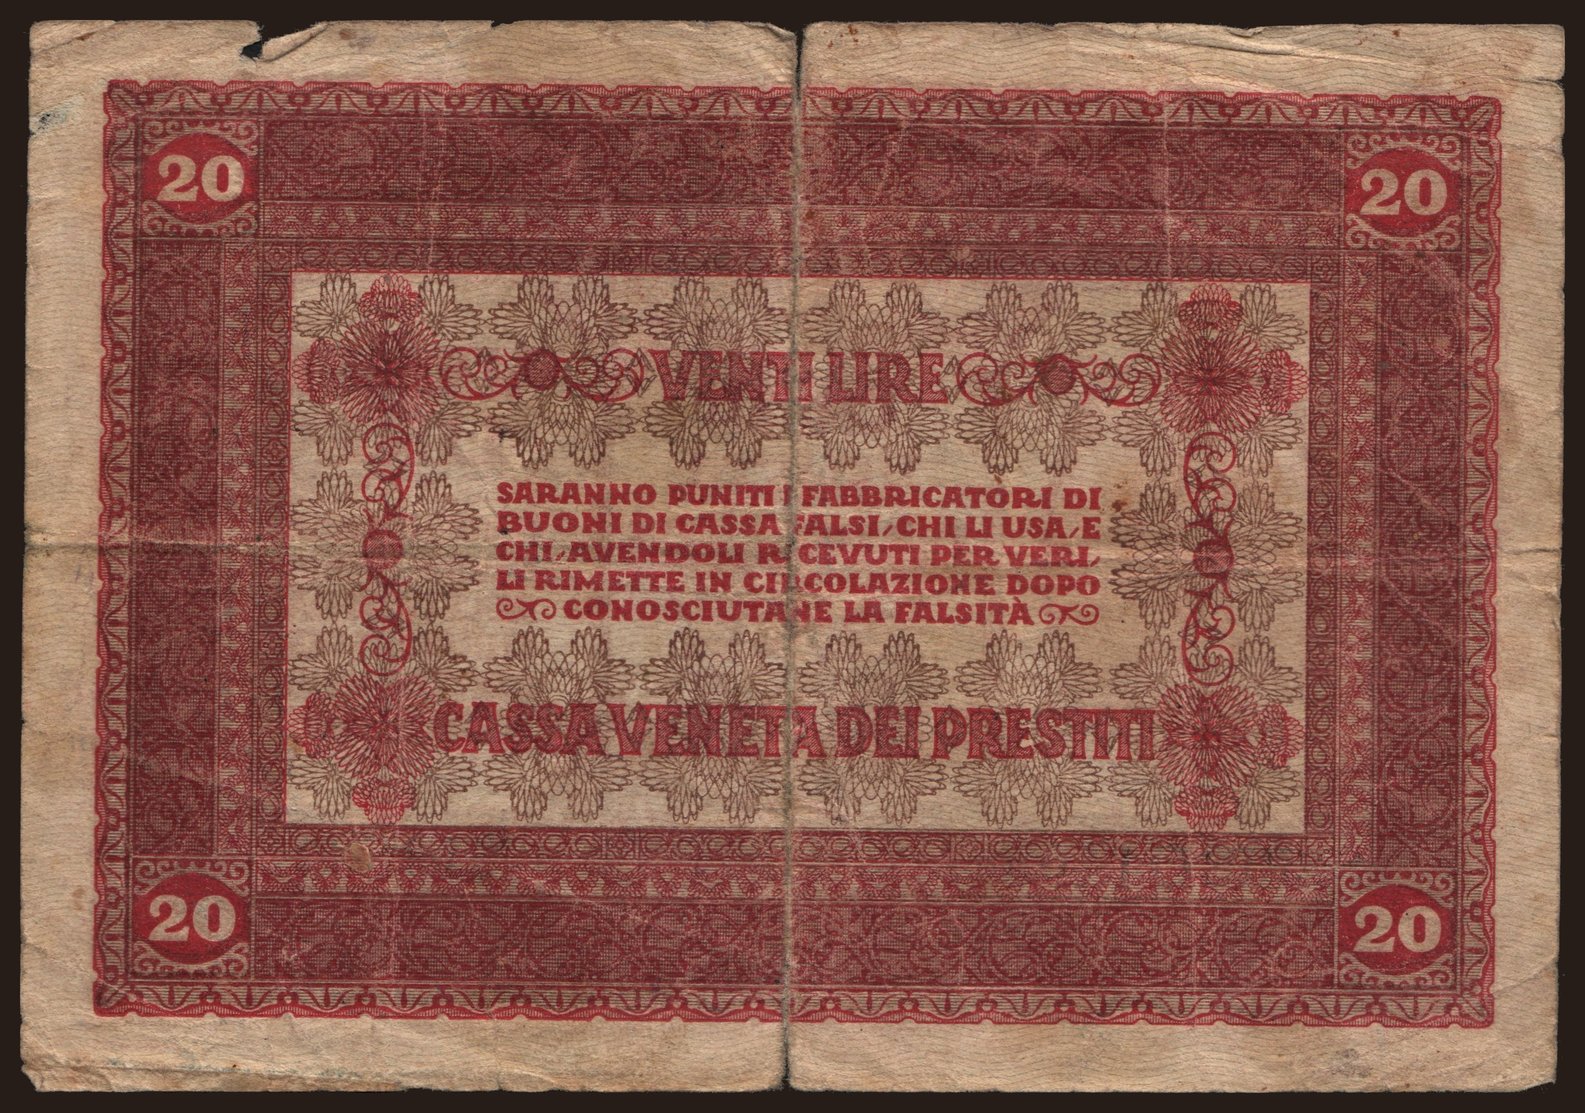 20 20
VENTI LIRE
SARANNO PUNITI I FABBRICATORI DI
BUONI DI CASSA FALSI, CHI LI USA, E
CHI, AVENDOLI RICEVUTI PER VERI,
LI RIMETTE IN CIRCOLAZIONE DOPO
CONOSCIUTANE LA FALSITÀ
CASSA VENETA DEI PRESTITI
20 20